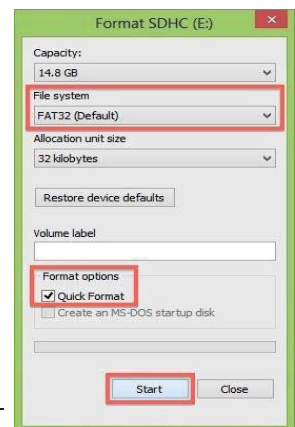 Format SDHC (E:)
Capacity:
14.8 GB
File system
FAT32 (Default)
Allocation unit size
32 kilobytes
Restore device defaults
Volume label
Format options
Quick Format
Create an MS-DOS startup disk
Start
Close